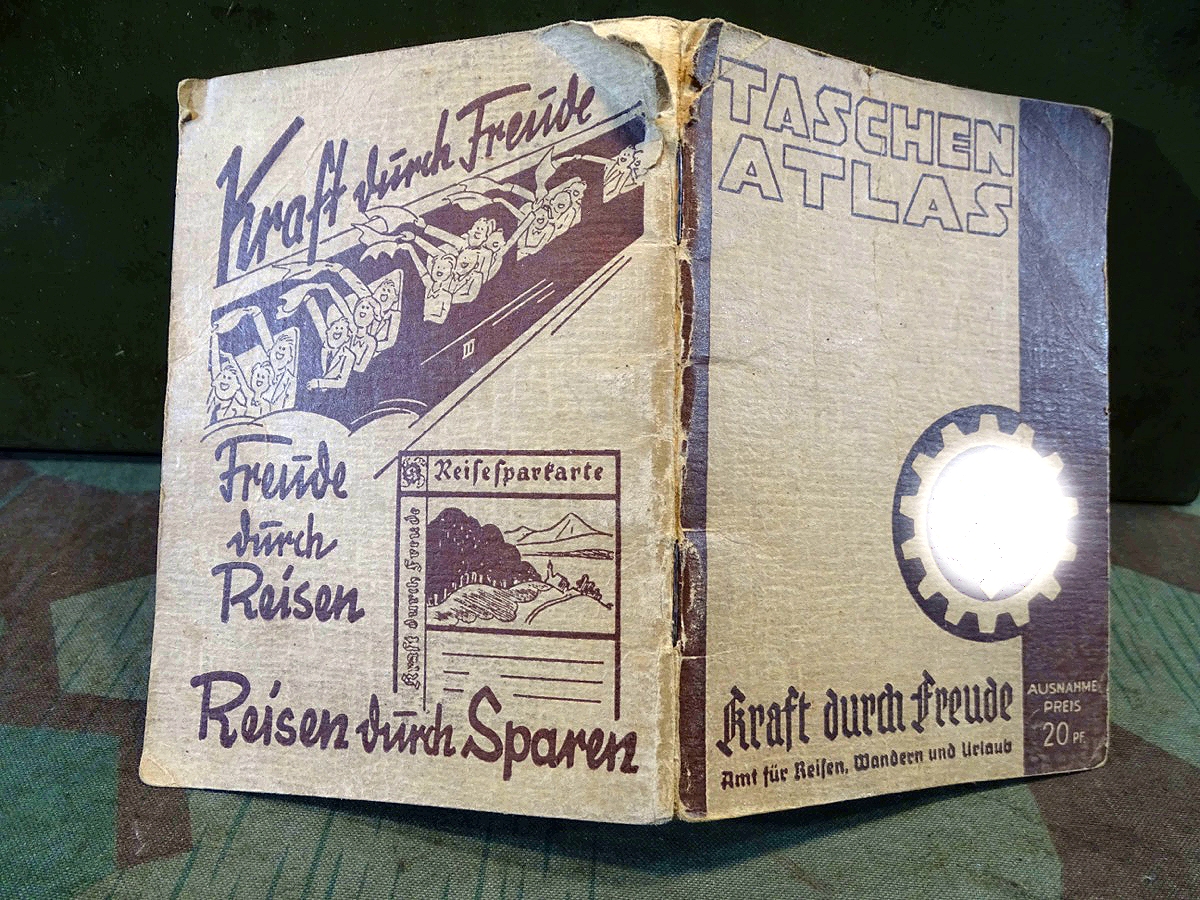 Kraft durch Freude
III
Freude
durch
Reisen
Reisesparkarte
Kraft durch Freude
Reisen durch Sparen
TASCHEN
ATLAS
Kraft durch Freude
Amt für Reisen, Wandern und Urlaub
AUSNAHME
PREIS
20 PF.